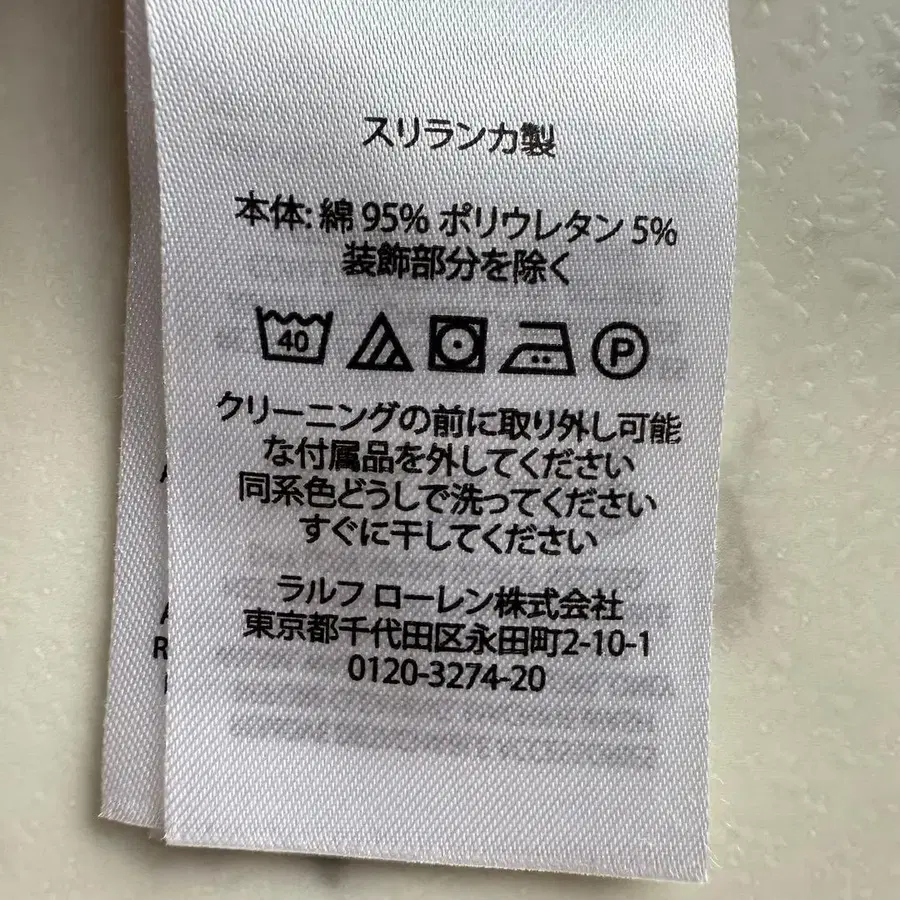 スリランカ製
本体: 綿 95% ポリウレタン 5%
装飾部分を除く
40
P
クリーニングの前に取り外し可能
な付属品を外してください
同系色どうしで洗ってください
すぐに干してください
ラルフ ローレン株式会社
東京都千代田区永田町2-10-1
0120-3274-20